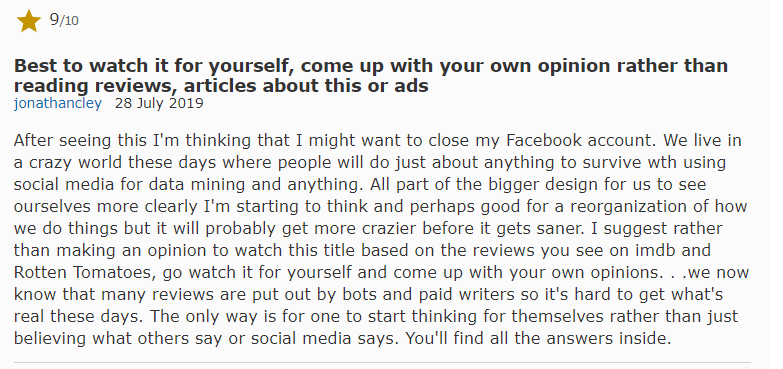 9/10
Best to watch it for yourself, come up with your own opinion rather than
reading reviews, articles about this or ads
jonathancley 28 July 2019
After seeing this I'm thinking that I might want to close my Facebook account. We live in
a crazy world these days where people will do just about anything to survive wth using
social media for data mining and anything. All part of the bigger design for us to see
ourselves more clearly I'm starting to think and perhaps good for a reorganization of how
we do things but it will probably get more crazier before it gets saner. I suggest rather
than making an opinion to watch this title based on the reviews you see on imdb and
Rotten Tomatoes, go watch it for yourself and come up with your own opinions. . .we now
know that many reviews are put out by bots and paid writers so it's hard to get what's
real these days. The only way is for one to start thinking for themselves rather than just
believing what others say or social media says. You'll find all the answers inside.